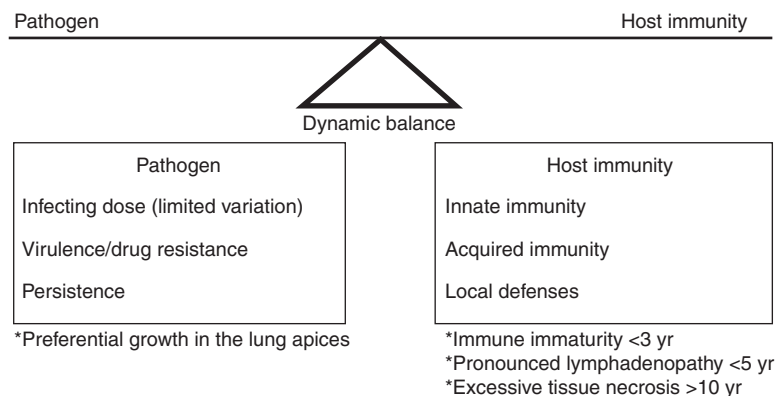 Pathogen
Host immunity
Dynamic balance
Pathogen
Infecting dose (limited variation)
Virulence/drug resistance
Persistence
*Preferential growth in the lung apices
Host immunity
Innate immunity
Acquired immunity
Local defenses
*Immune immaturity <3 yr
*Pronounced lymphadenopathy <5 yr
*Excessive tissue necrosis >10 yr